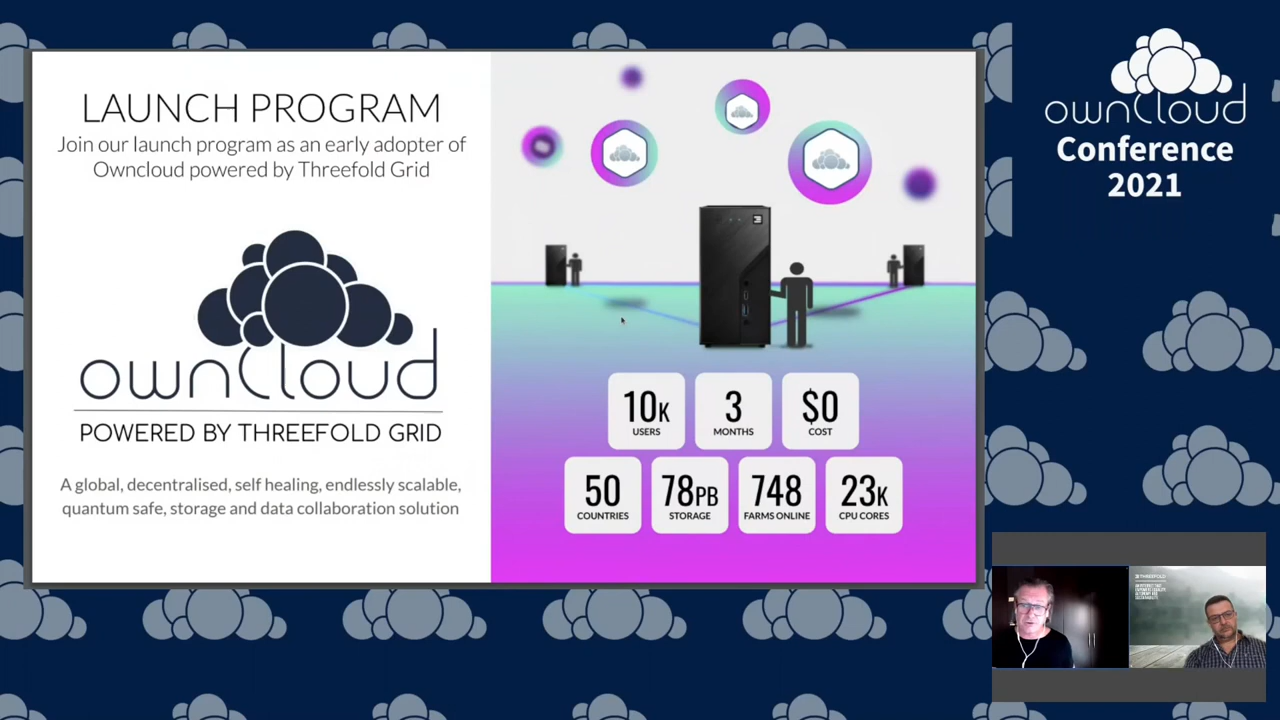 LAUNCH PROGRAM
Join our launch program as an early adopter of
Owncloud powered by Threefold Grid
ownCloud
POWERED BY THREEFOLD GRID
A global, decentralised, self healing, endlessly scalable,
quantum safe, storage and data collaboration solution
10K
USERS
3
MONTHS
$0
COST
50
COUNTRIES
78PB
STORAGE
748
FARMS ONLINE
23K
CPU CORES
ownCloud
Conference
2021
THREEFOLD